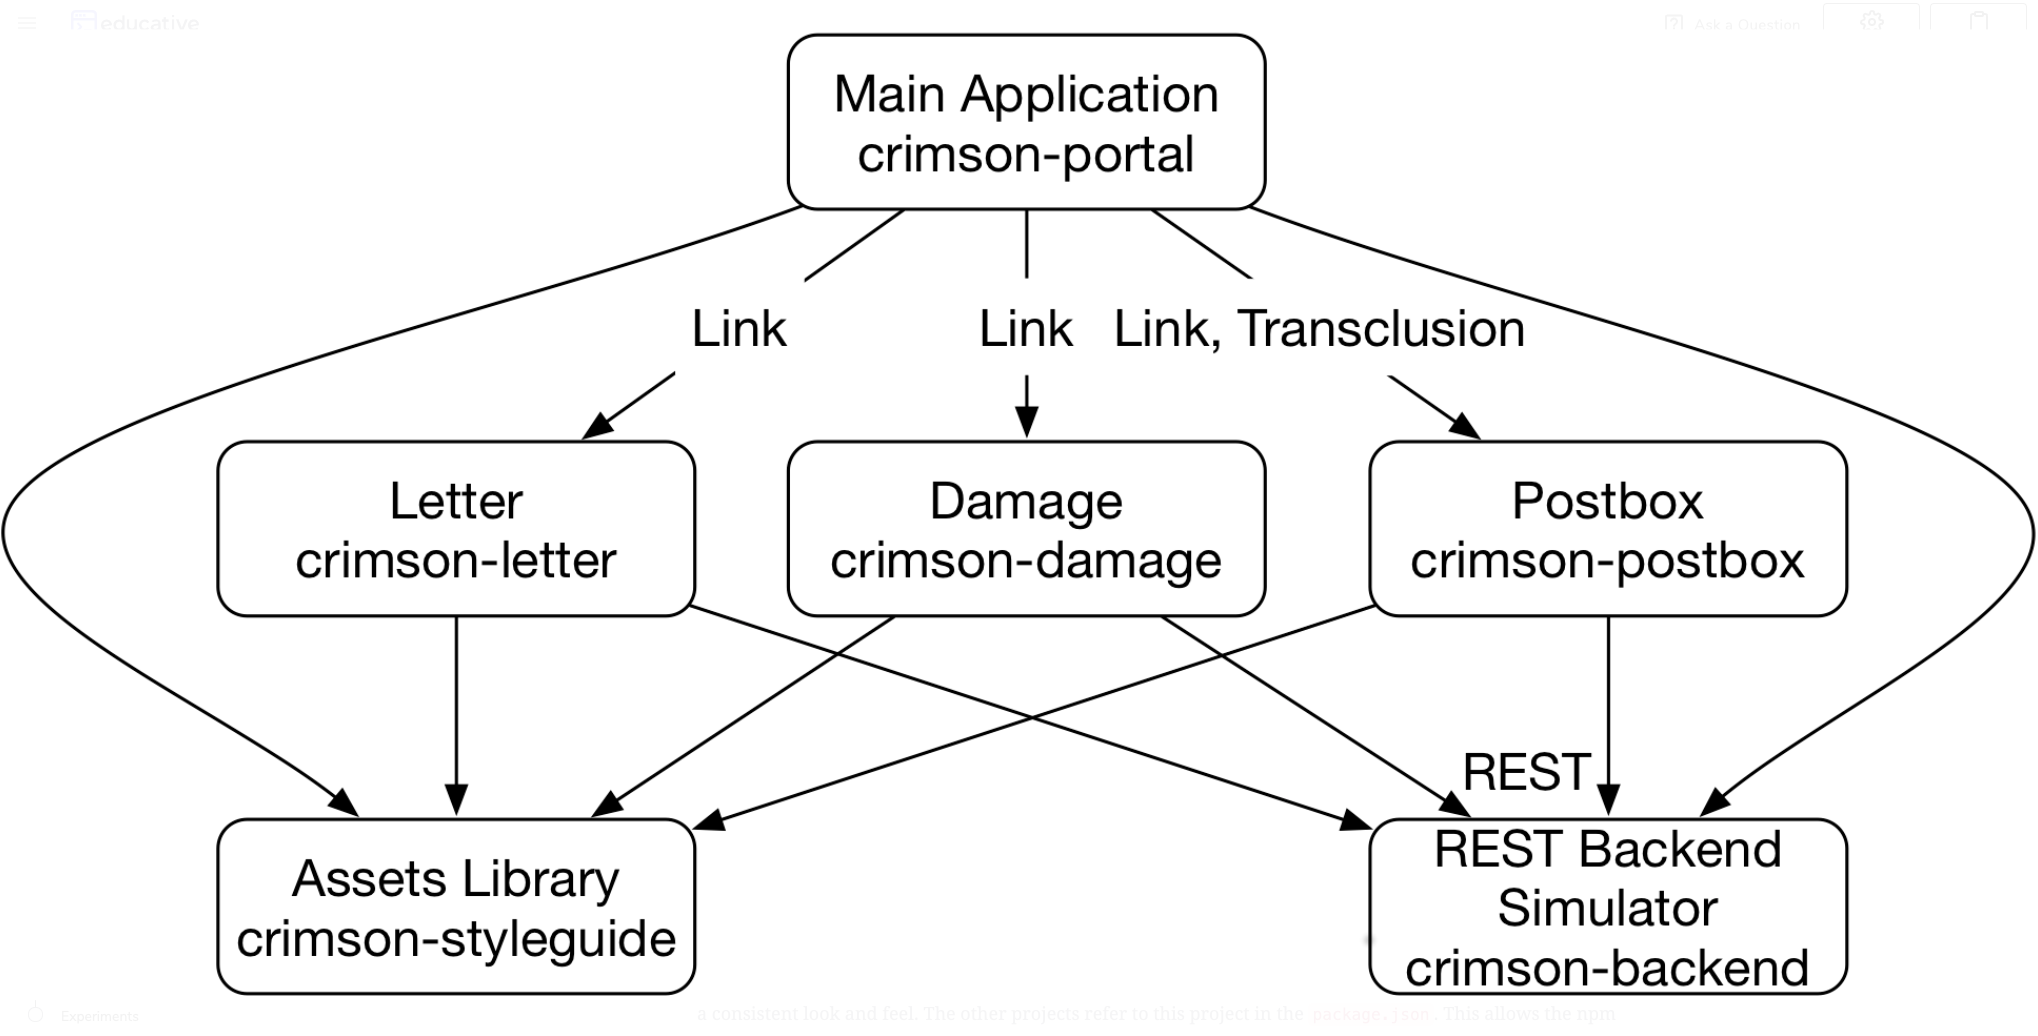 educative
Ask a Question
Main Application
crimson-portal
Link
Link
Link, Transclusion
Letter
crimson-letter
Damage
crimson-damage
Postbox
crimson-postbox
REST
Assets Library
crimson-styleguide
REST Backend
Simulator
crimson-backend
Experiments
a consistent look and feel. The other projects refer to this project in the package.json. This allows the npm